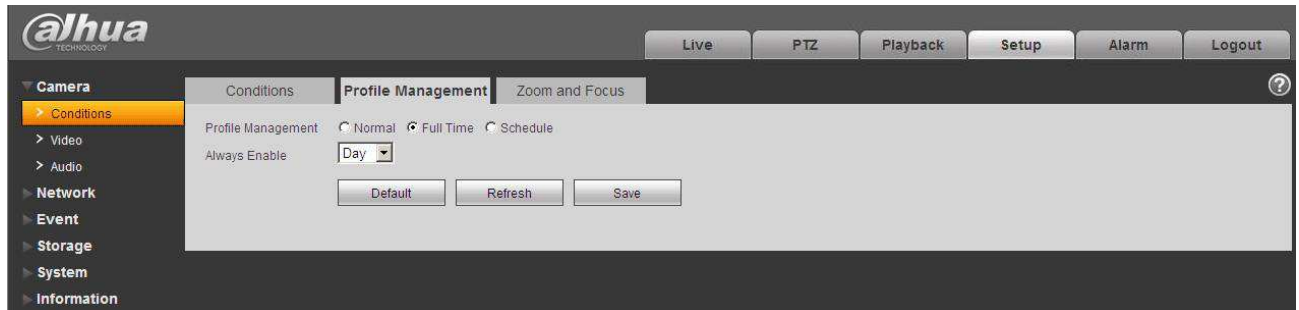 alhua
TECHNOLOGY
Live PTZ Playback Setup Alarm Logout
Camera
> Conditions
> Video
> Audio
Network
Event
Storage
System
Information
Conditions Profile Management Zoom and Focus
?
Profile Management Normal Full Time Schedule
Always Enable Day
Default Refresh Save